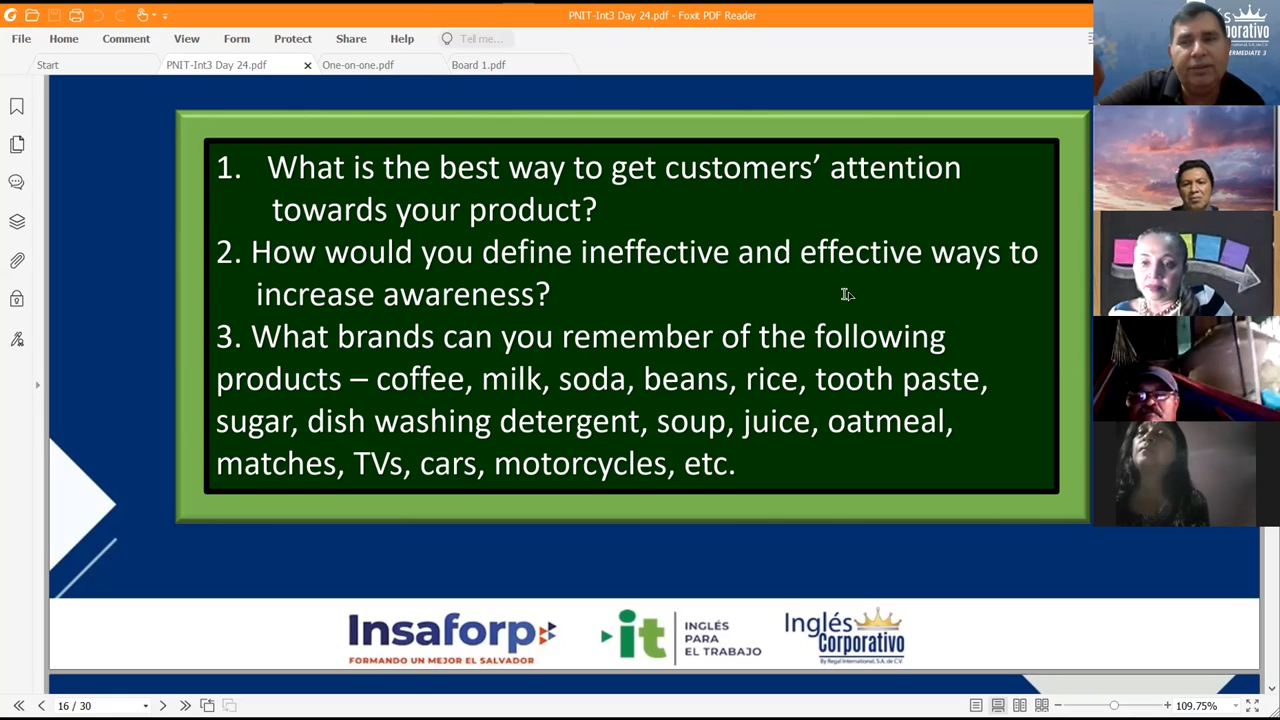 PNIT-Int3 Day 24.pdf - Foxit PDF Reader
File Home Comment View Form Protect Share Help Tell me...
Start PNIT-Int3 Day 24.pdf One-on-one.pdf Board 1.pdf
1. What is the best way to get customers’ attention
towards your product?
2. How would you define ineffective and effective ways to
increase awareness?
3. What brands can you remember of the following
products – coffee, milk, soda, beans, rice, tooth paste,
sugar, dish washing detergent, soup, juice, oatmeal,
matches, TVs, cars, motorcycles, etc.
Insaforp
FORMANDO UN MEJOR EL SALVADOR
it
INGLÉS
PARA
EL TRABAJO
Inglés
Corporativo
By Regal International, S.A. de C.V.
16 / 30
109.75%